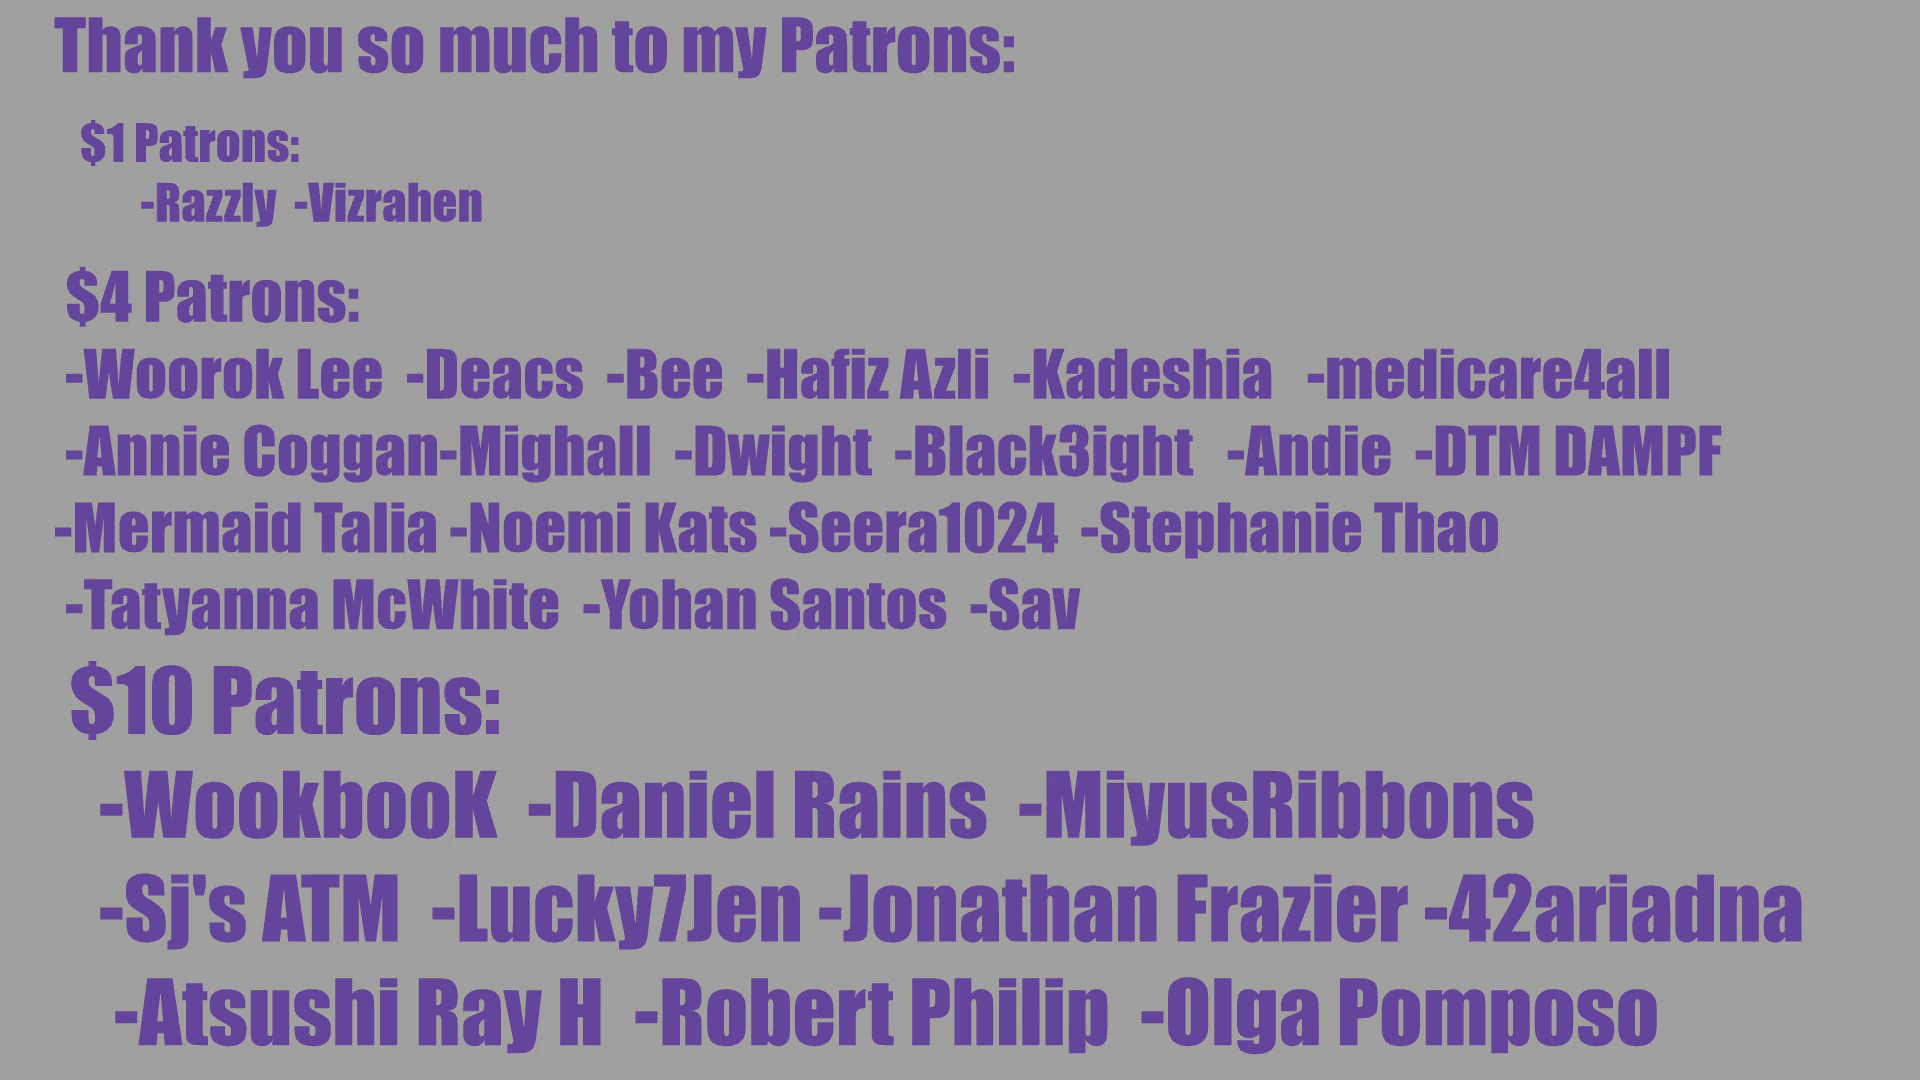 Thank you so much to my Patrons:
$1 Patrons:
-Razzly -Vizrahen
$4 Patrons:
-Woorok Lee -Deacs -Bee -Hafiz Azli -Kadeshia -medicare4all
-Annie Coggan-Mighall -Dwight -Black3ight -Andie -DTM DAMPF
-Mermaid Talia -Noemi Kats -Seera1024 -Stephanie Thao
-Tatyanna McWhite -Yohan Santos -Sav
$10 Patrons:
-WookbooK -Daniel Rains -MiyusRibbons
-Sj's ATM -Lucky7Jen -Jonathan Frazier -42ariadna
-Atsushi Ray H -Robert Philip -Olga Pomposo